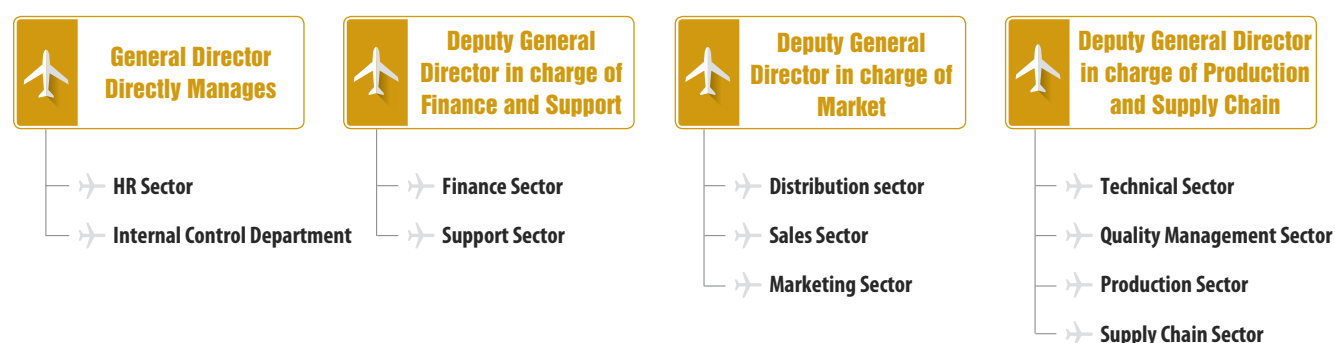 General Director
Directly Manages
HR Sector
Internal Control Department
Deputy General
Director in charge of
Finance and Support
Finance Sector
Support Sector
Deputy General
Director in charge of
Market
Distribution sector
Sales Sector
Marketing Sector
Deputy General Director
in charge of Production
and Supply Chain
Technical Sector
Quality Management Sector
Production Sector
Supply Chain Sector